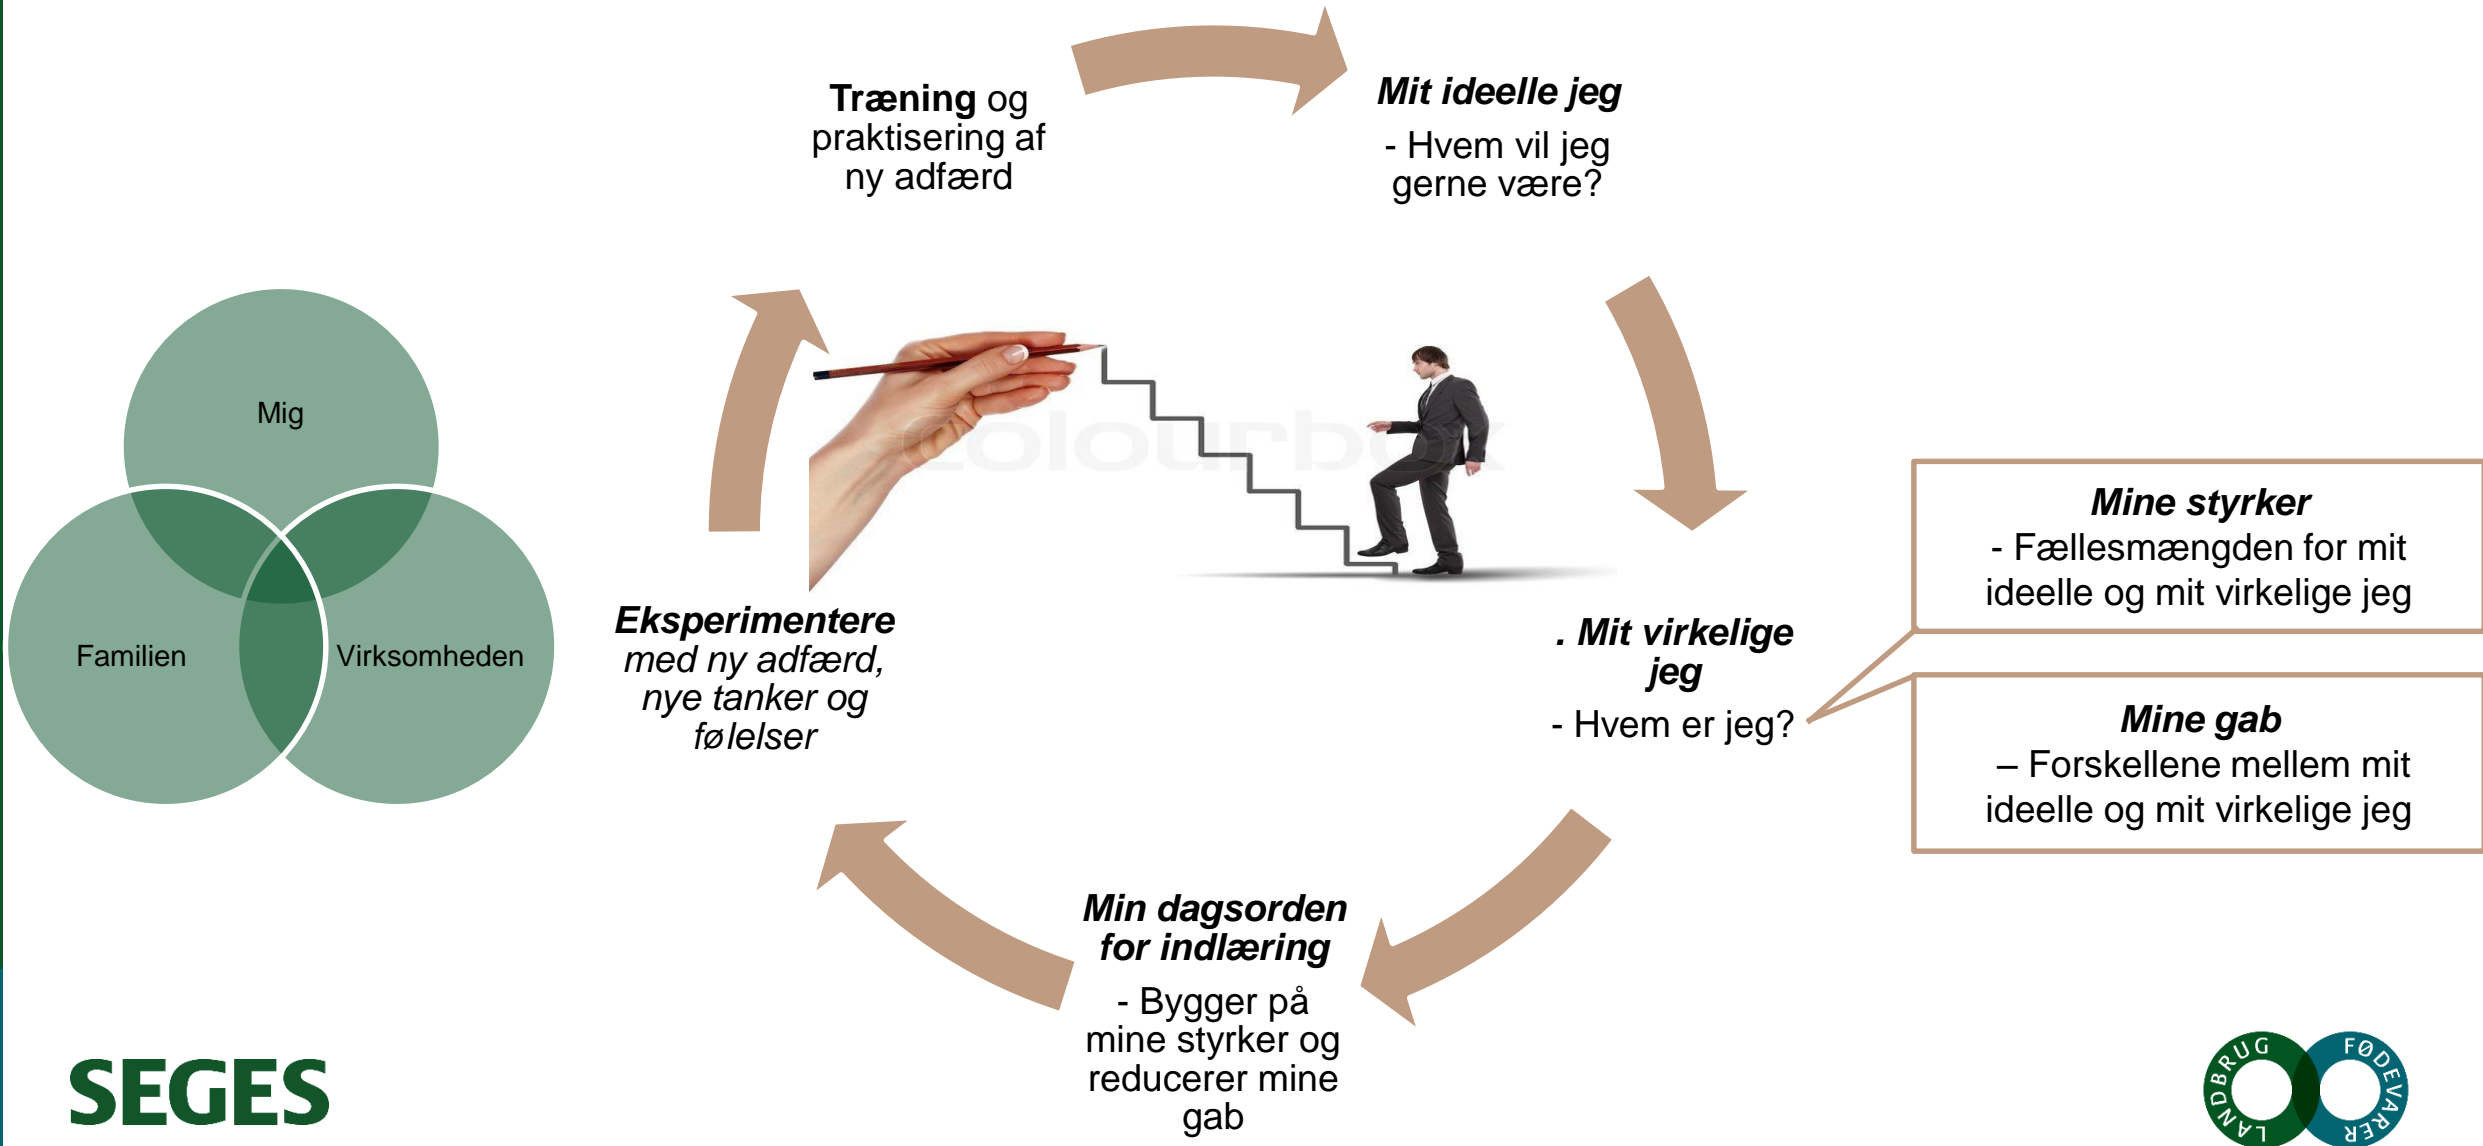 Træning og
praktisering af
ny adfærd
Mit ideelle jeg
- Hvem vil jeg
gerne være?
Mig
Familien
Virksomheden
colourbox
Eksperimentere
med ny adfærd,
nye tanker og
følelser
. Mit virkelige
jeg
- Hvem er jeg?
Mine styrker
- Fællesmængden for mit
ideelle og mit virkelige jeg
Mine gab
– Forskellene mellem mit
ideelle og mit virkelige jeg
Min dagsorden
for indlæring
- Bygger på
mine styrker og
reducerer mine
gab
SEGES
LANDBRUG
FØDEVARER